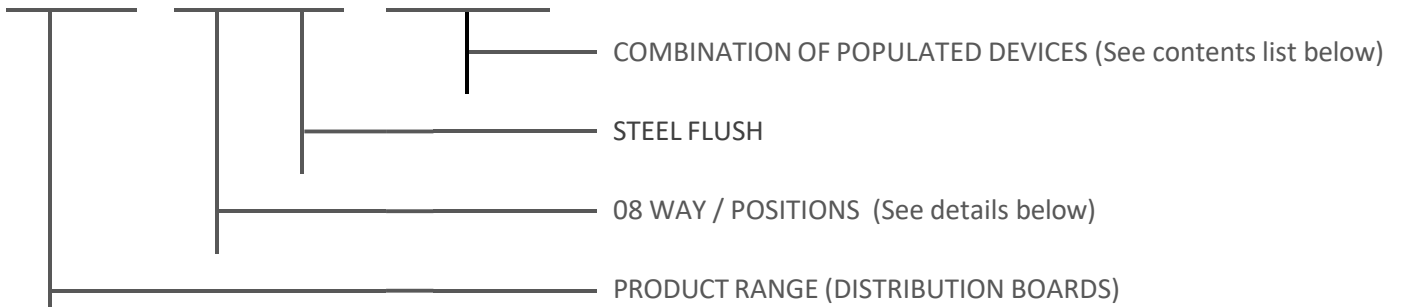 COMBINATION OF POPULATED DEVICES (See contents list below)
STEEL FLUSH
08 WAY / POSITIONS (See details below)
PRODUCT RANGE (DISTRIBUTION BOARDS)